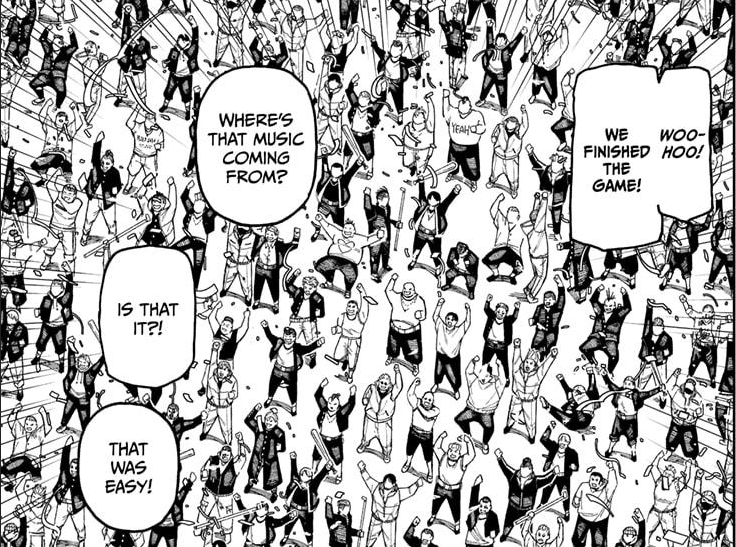 WOO-
HOO!
WE
FINISHED
THE
GAME!
WHERE'S
THAT MUSIC
COMING
FROM?
IS THAT
IT?!
THAT
WAS
EASY!
YEAH